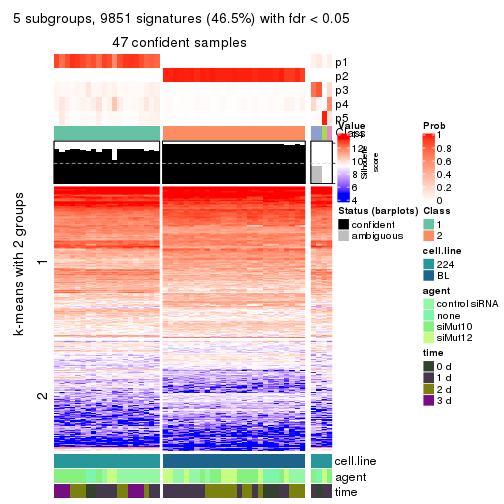 5 subgroups, 9851 signatures (46.5%) with fdr < 0.05
47 confident samples
p1
p2
p3
p4
p5
Class
Silhouette
score
k-means with 2 groups
1
2
cell.line
agent
time
Value
14
12
10
8
6
4
Status (barplots)
confident
ambiguous
Prob
1
0.8
0.6
0.4
0.2
0
Class
1
2
cell.line
224
BL
agent
control siRNA
none
siMut10
siMut12
time
0 d
1 d
2 d
3 d